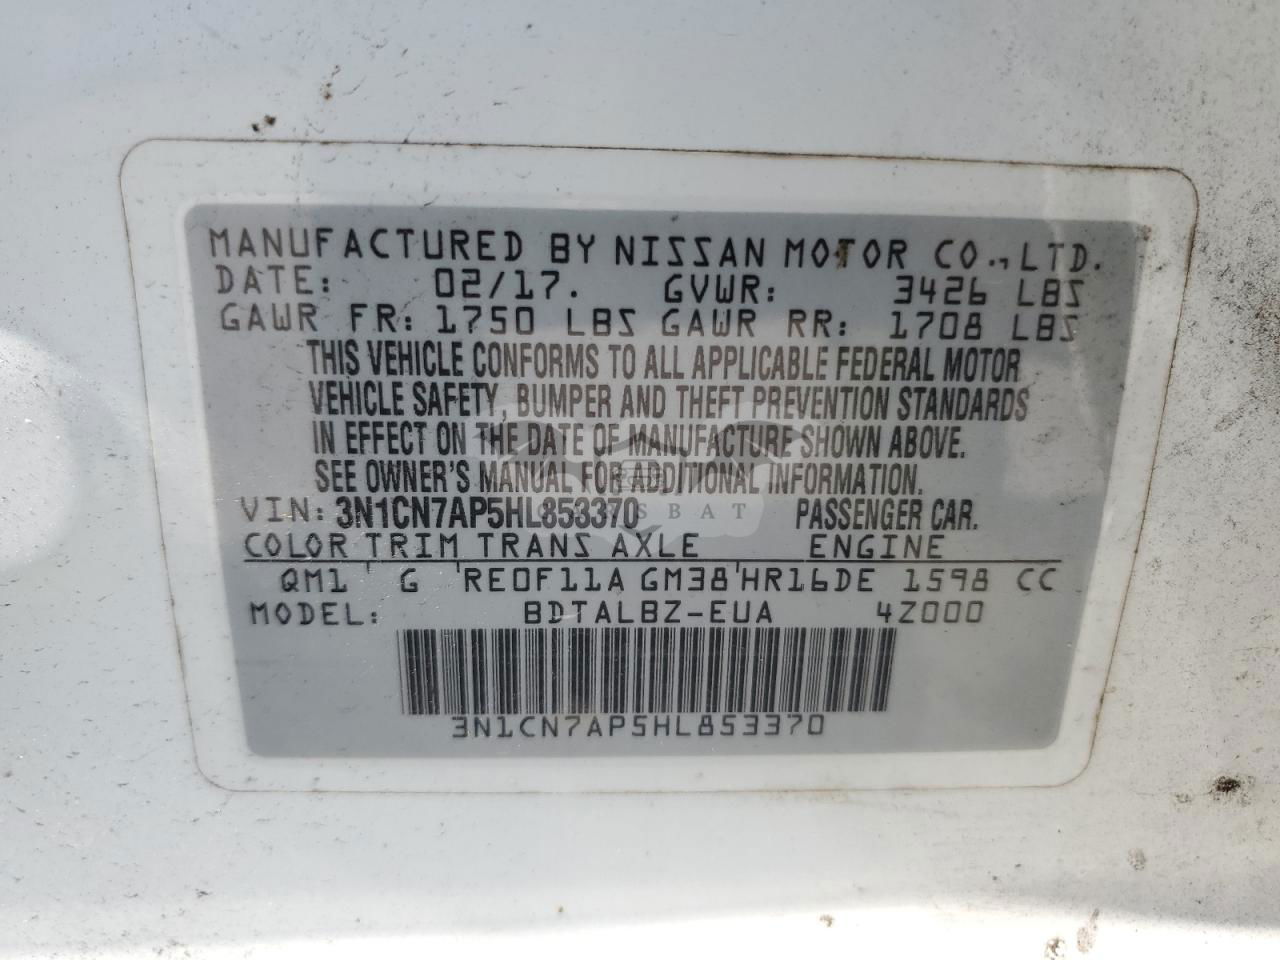 MANUFACTURED BY NISSAN MOTOR CO., LTD.
DATE: 02/17. GVWR: 3426 LBS
GAWR FR: 1750 LBS GAWR RR: 1708 LBS
THIS VEHICLE CONFORMS TO ALL APPLICABLE FEDERAL MOTOR
VEHICLE SAFETY, BUMPER AND THEFT PREVENTION STANDARDS
IN EFFECT ON THE DATE OF MANUFACTURE SHOWN ABOVE.
SEE OWNER'S MANUAL FOR ADDITIONAL INFORMATION.
VIN: 3N1CN7AP5HL853370 PASSENGER CAR.
CARSBAT
COLOR TRIM TRANS AXLE ENGINE
QM1 ' G 'RE0F11A GM38'HR16DE 1598 CC
MODEL: BDTALBZ-EUA 4Z000
3N1CN7AP5HL853370